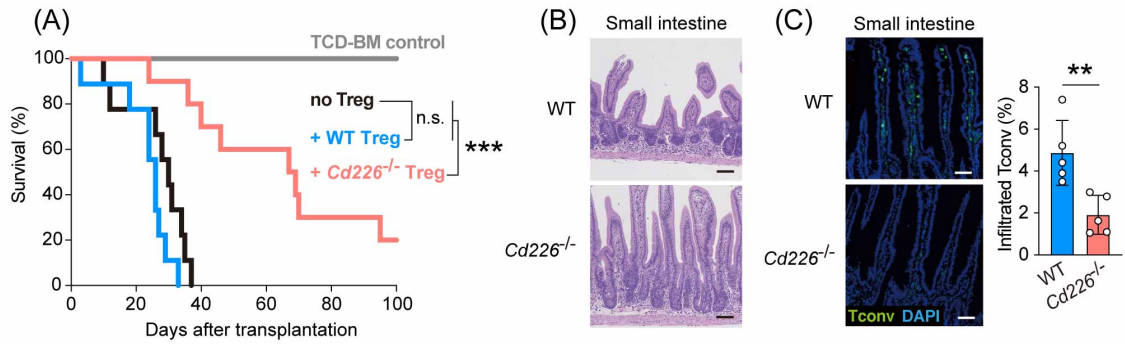 (A)
TCD-BM control
no Treg
+ WT Treg
+ Cd226⁻/⁻ Treg
n.s.
***
Survival (%)
100
80
60
40
20
0
0 20 40 60 80 100
Days after transplantation
(B)
Small intestine
WT
Cd226⁻/⁻
(C)
Small intestine
WT
Cd226⁻/⁻
Tconv DAPI
**
Infiltrated Tconv (%)
8
6
4
2
0
WT
Cd226⁻/⁻